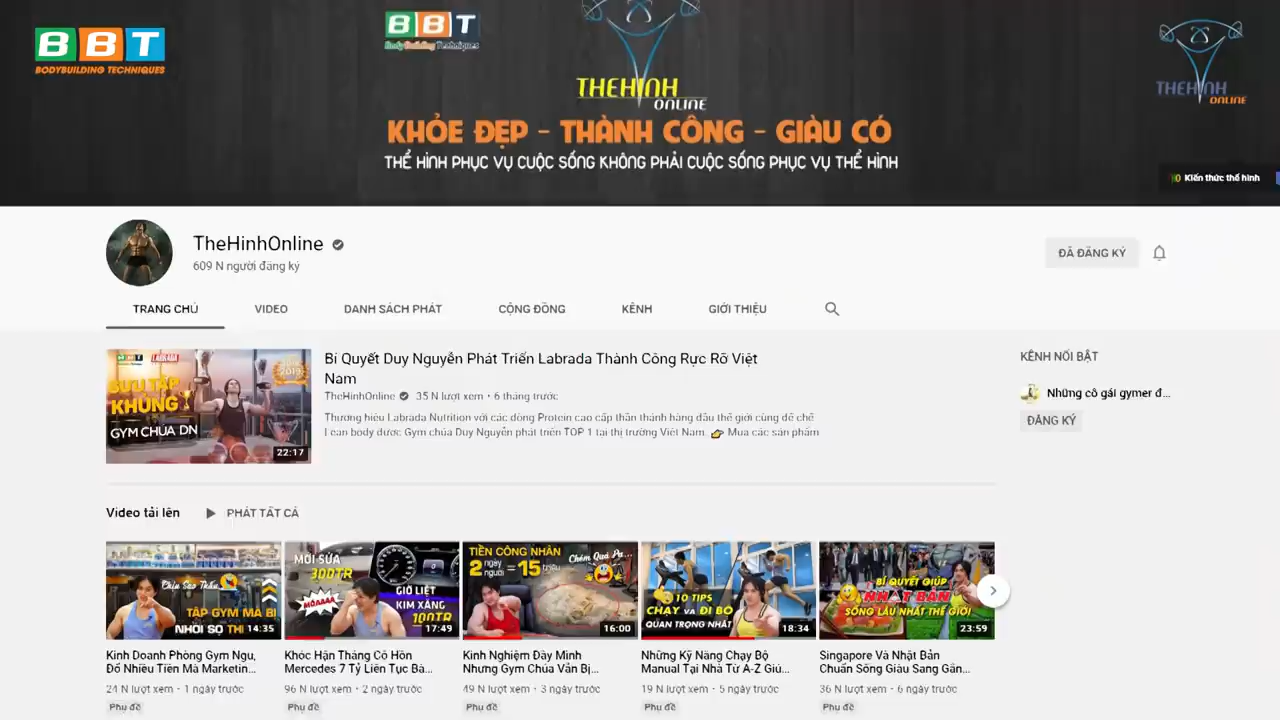 BBT
BODYBUILDING TECHNIQUES
BBT
BodyBuilding Techniques
THEHINH
ONLINE
THEHINH
ONLINE
KHỎE ĐẸP - THÀNH CÔNG - GIÀU CÓ
THỂ HÌNH PHỤC VỤ CUỘC SỐNG KHÔNG PHẢI CUỘC SỐNG PHỤC VỤ THỂ HÌNH
Kiến thức thể hình
TheHinhOnline
609 N người đăng ký
ĐÃ ĐĂNG KÝ
TRANG CHỦ
VIDEO
DANH SÁCH PHÁT
CỘNG ĐỒNG
KÊNH
GIỚI THIỆU
BBT LABRADA
2019
SƯU TẬP
KHỦNG
GYM CHÚA DN
22:17
Bí Quyết Duy Nguyễn Phát Triển Labrada Thành Công Rực Rỡ Việt
Nam
TheHinhOnline 35 N lượt xem • 6 tháng trước
Thương hiệu Labrada Nutrition với các dòng Protein cao cấp thần thánh hàng đầu thế giới cùng đế chế
Lean body được Gym chúa Duy Nguyễn phát triển TOP 1 tại thị trường Việt Nam. 👉 Mua các sản phẩm
KÊNH NỔI BẬT
Những cô gái gymer đ...
ĐĂNG KÝ
Video tải lên
PHÁT TẤT CẢ
TẬP GYM MÀ BỊ
14:35
MỚI SỬA
300TR
GIỜ LIỆT
KIM XĂNG
100TR
17:49
TIỀN CÔNG NHÂN
2 ngày người = 15 triệu
Chém Quá Pa...
16:00
10 TIPS
CHẠY và ĐI BỘ
QUAN TRỌNG NHẤT
18:34
BÍ QUYẾT GIÚP
NHẬT BẢN
SỐNG LÂU NHẤT THẾ GIỚI
23:59
Kinh Doanh Phòng Gym Ngu,
Đổ Nhiều Tiền Mà Marketin...
24 N lượt xem • 1 ngày trước
Phụ đề
Khóc Hận Tháng Cô Hồn
Mercedes 7 Tỷ Liên Tục Bà...
96 N lượt xem • 2 ngày trước
Phụ đề
Kinh Nghiệm Đầy Mình
Nhưng Gym Chúa Vẫn Bị...
49 N lượt xem • 3 ngày trước
Phụ đề
Những Kỹ Năng Chạy Bộ
Manual Tại Nhà Từ A-Z Giú...
19 N lượt xem • 5 ngày trước
Phụ đề
Singapore Và Nhật Bản
Chuẩn Sống Giàu Sang Gân...
36 N lượt xem • 6 ngày trước
Phụ đề